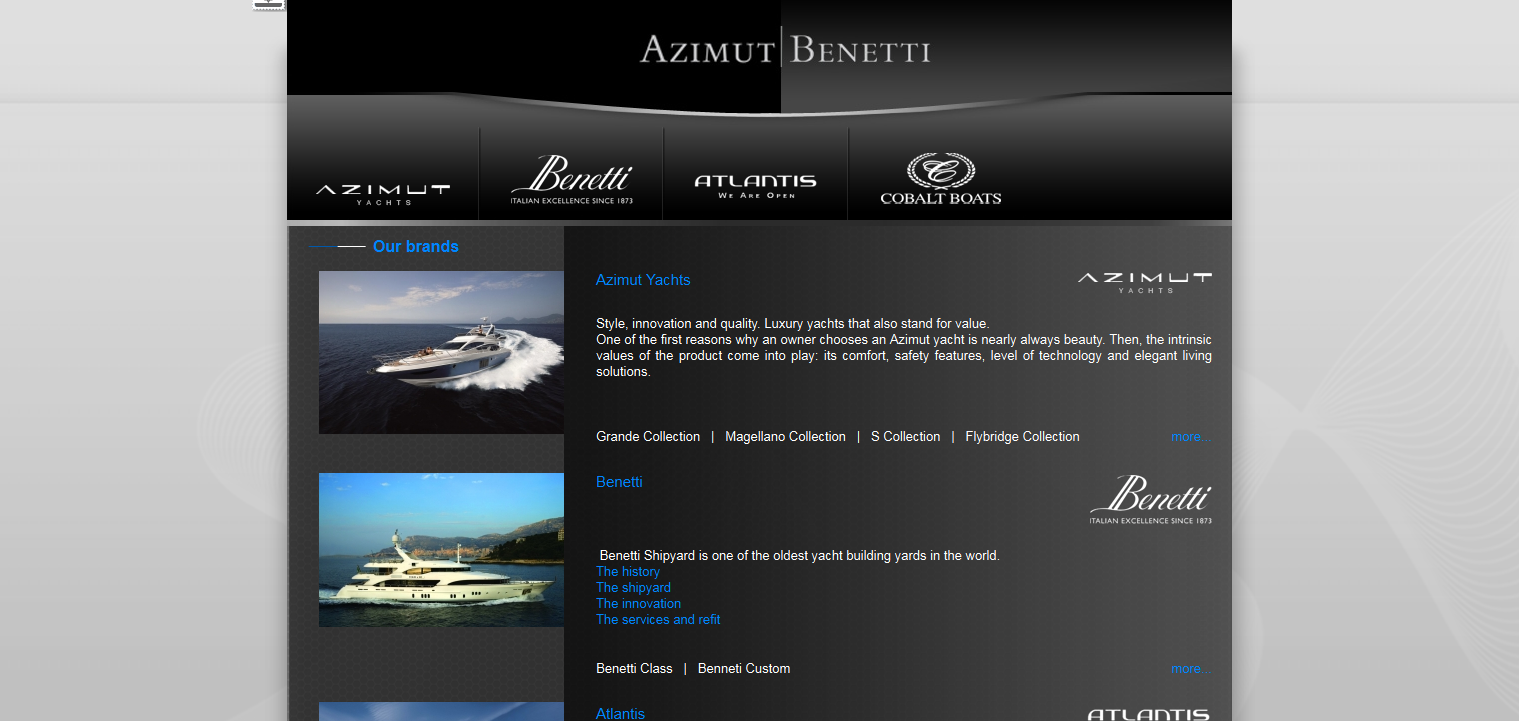 AZIMUT BENETTI
AZIMUT
YACHTS
Benetti
ITALIAN EXCELLENCE SINCE 1873
ATLANTIS
WE ARE OPEN
COBALT BOATS
Our brands
Azimut Yachts
AZIMUT
YACHTS
Style, innovation and quality. Luxury yachts that also stand for value.
One of the first reasons why an owner chooses an Azimut yacht is nearly always beauty. Then, the intrinsic
values of the product come into play: its comfort, safety features, level of technology and elegant living
solutions.
Grande Collection | Magellano Collection | S Collection | Flybridge Collection more...
Benetti
Benetti
ITALIAN EXCELLENCE SINCE 1873
Benetti Shipyard is one of the oldest yacht building yards in the world.
The history
The shipyard
The innovation
The services and refit
Benetti Class | Benneti Custom more...
Atlantis
ATLANTIS